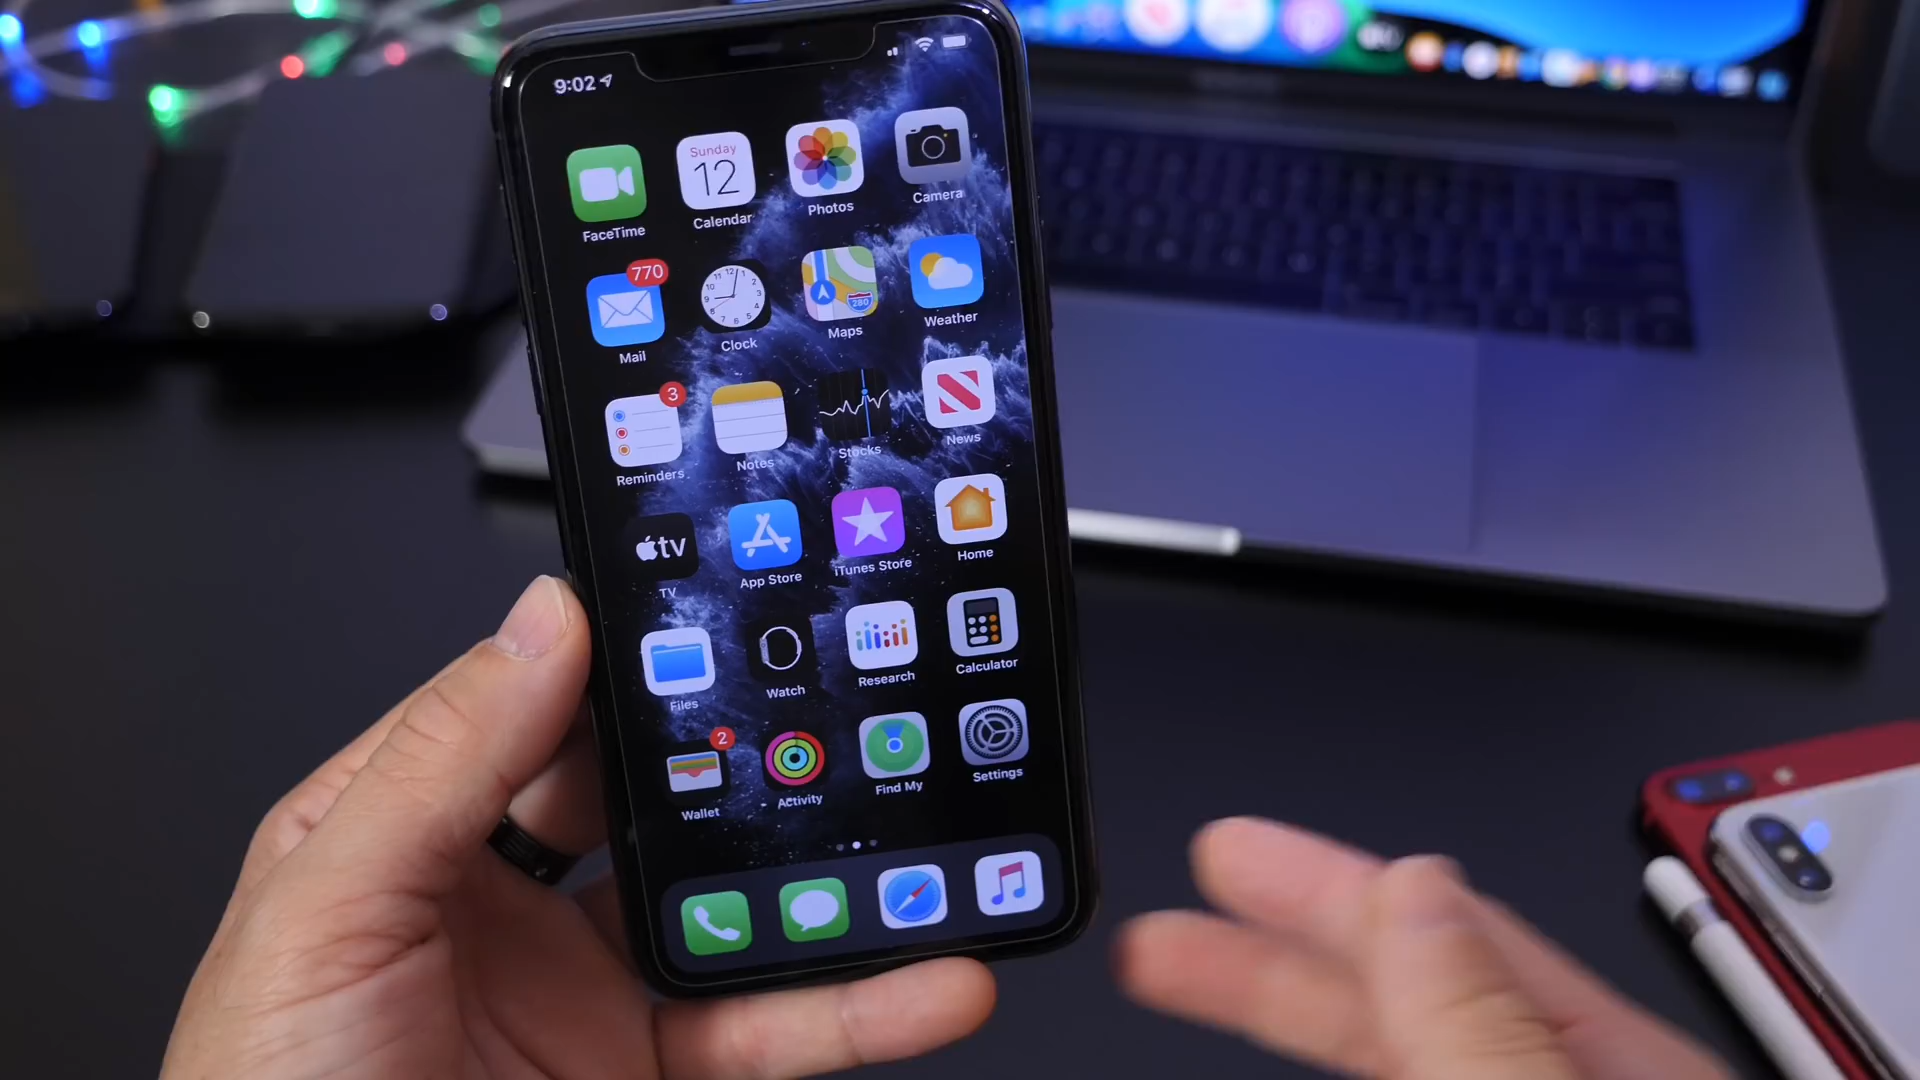 9:02
Sunday
12
FaceTime
Calendar
Photos
Camera
770
280
Mail
Clock
Maps
Weather
3
Reminders
Notes
Stocks
News
tv
TV
App Store
iTunes Store
Home
Files
Watch
Research
Calculator
2
Wallet
Activity
Find My
Settings